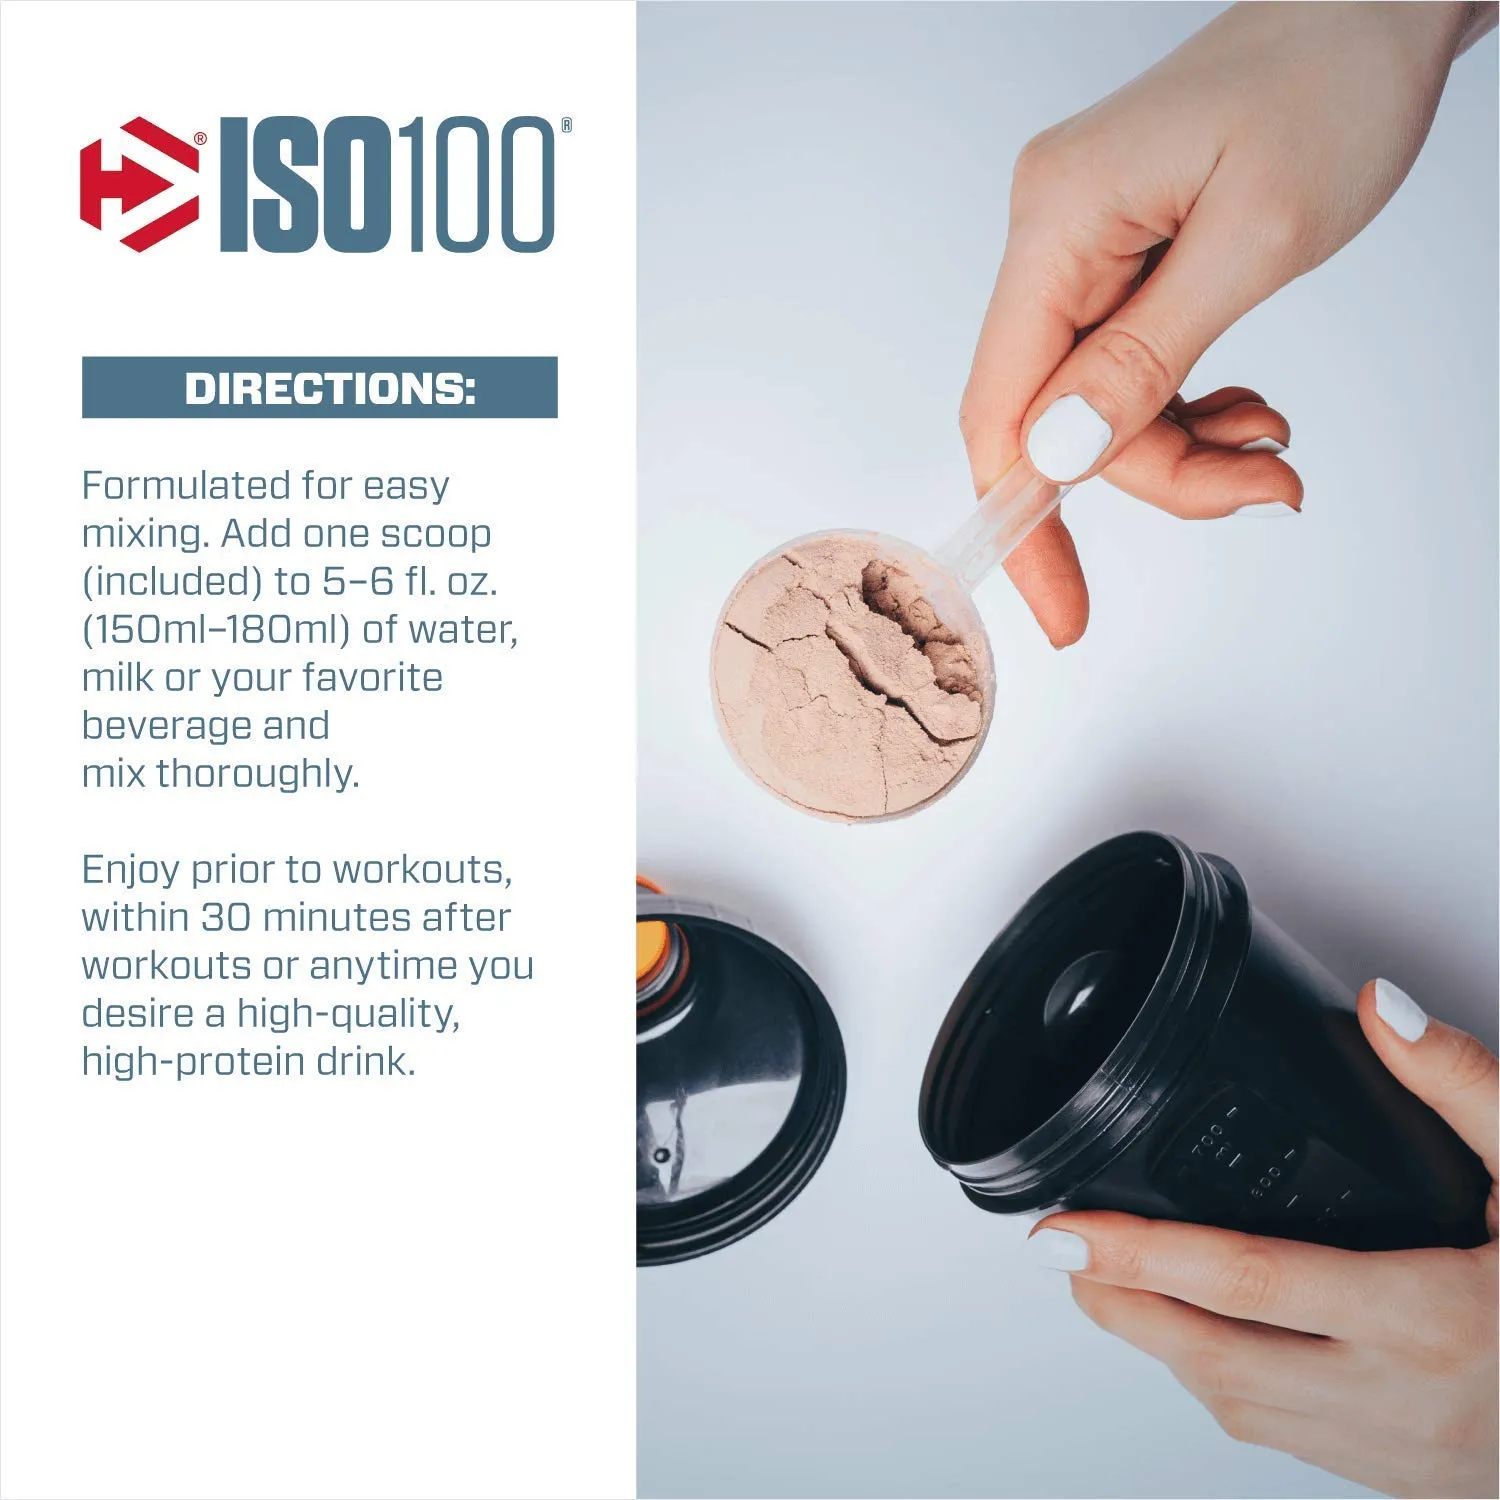 ISO100®
DIRECTIONS:
Formulated for easy
mixing. Add one scoop
(included) to 5–6 fl. oz.
(150ml–180ml) of water,
milk or your favorite
beverage and
mix thoroughly.
Enjoy prior to workouts,
within 30 minutes after
workouts or anytime you
desire a high-quality,
high-protein drink.
700
600